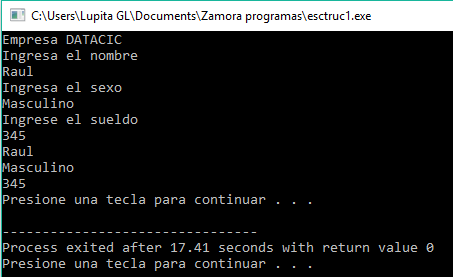 C:\Users\Lupita GL\Documents\Zamora programas\esctruc1.exe
Empresa DATACIC
Ingresa el nombre
Raul
Ingresa el sexo
Masculino
Ingrese el sueldo
345
Raul
Masculino
345
Presione una tecla para continuar . . .
--------------------------------
Process exited after 17.41 seconds with return value 0
Presione una tecla para continuar . . .